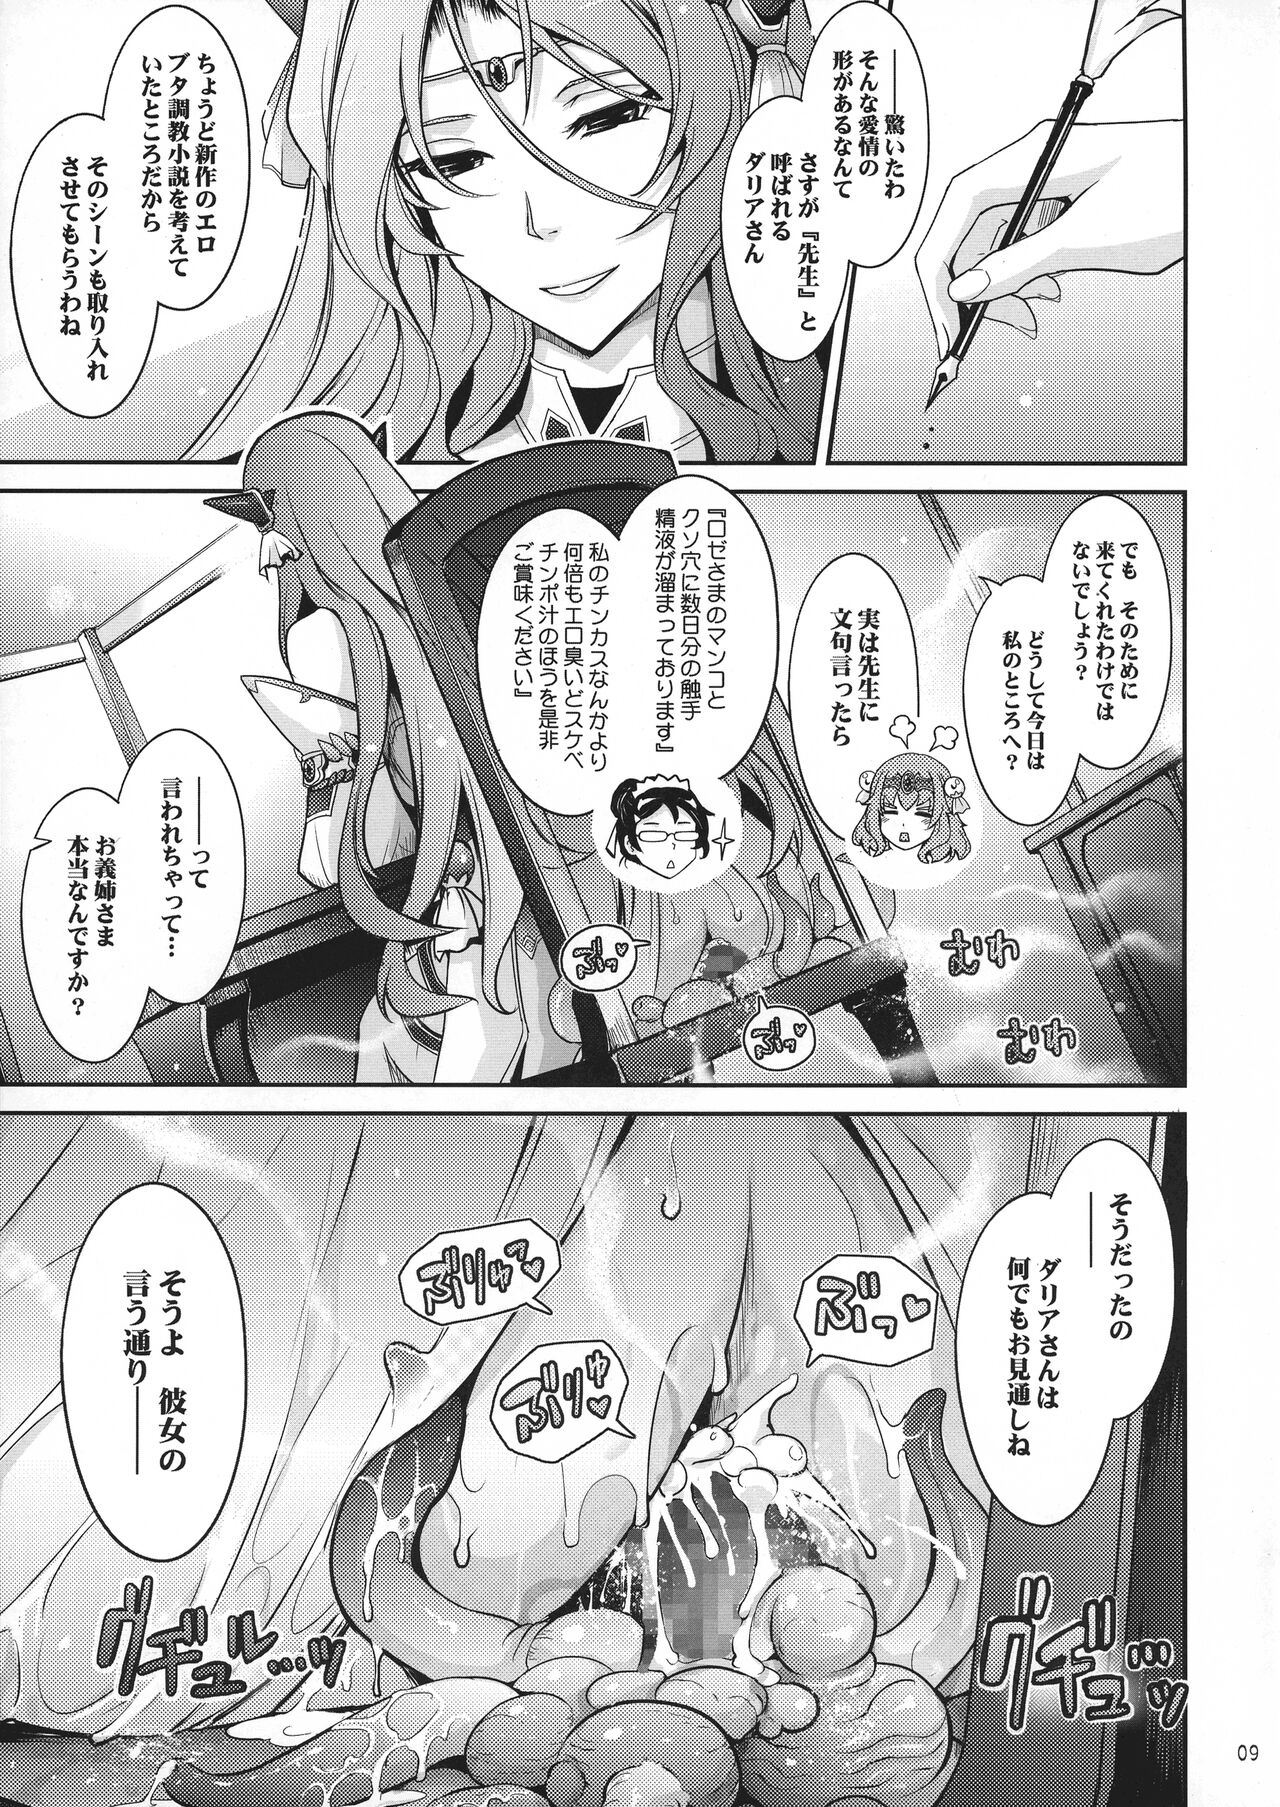 ――驚いたわ
そんな愛情の
形があるなんて
さすが『先生』と
呼ばれる
ダリアさん
ちょうど新作のエロ
ブタ調教小説を考えて
いたところだから
そのシーンも取り入れ
させてもらうわね
でも そのために
来てくれたわけでは
ないでしょう?
どうして今日は
私のところへ?
実は先生に
文句言ったら
『ロゼさまのマンコと
クソ穴に数日分の触手
精液が溜まっております』
私のチンカスなんかより
何倍もエロ臭いどスケベ
チンポ汁のほうを是非
ご賞味ください』
――って
言われちゃって…
お義姉さま
本当なんですか?
ぶっ♡
ぶっ♡
むわ
むわ
そうだったの
――
ダリアさんは
何でもお見通しね
ぶっ♡
ぶりゅっ♡
ぶりゅ♡
そうよ 彼女の
言う通り――
グチュ…ッ
グチュル…ッ
09